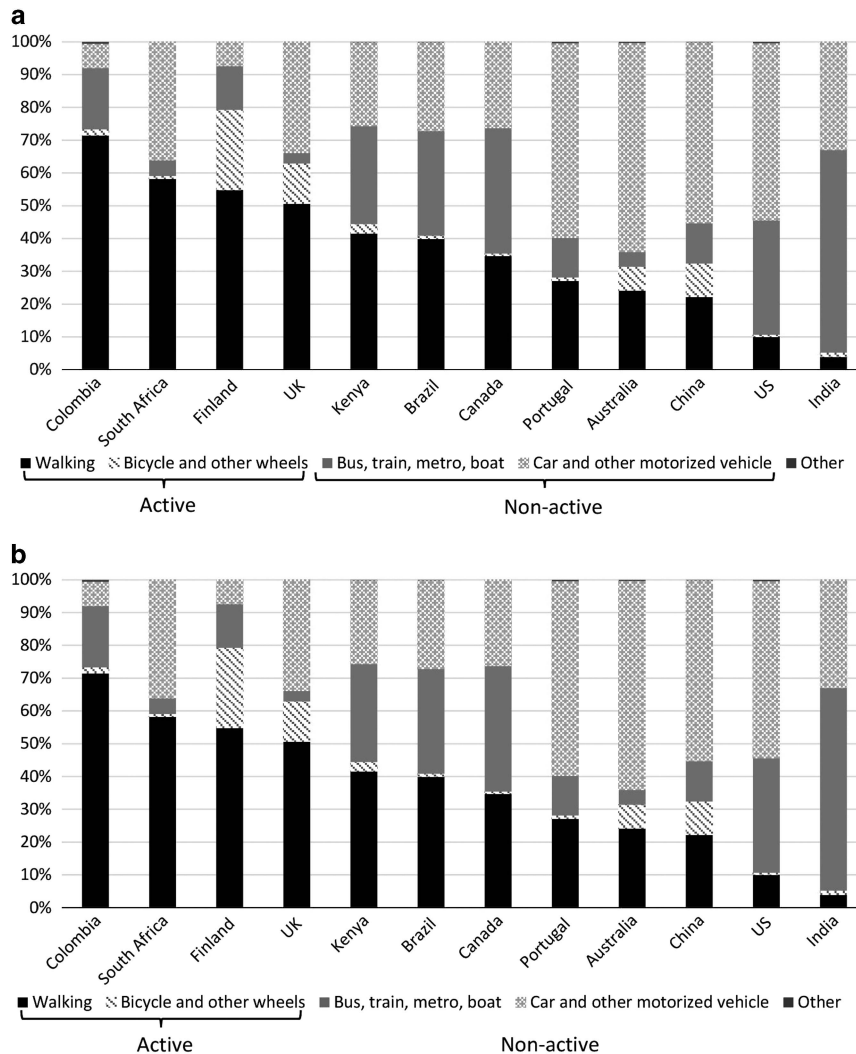 a
100%
90%
80%
70%
60%
50%
40%
30%
20%
10%
0%
Colombia South Africa Finland UK Kenya Brazil Canada Portugal Australia China US India
Walking Bicycle and other wheels Bus, train, metro, boat Car and other motorized vehicle Other
Active Non-active
b
100%
90%
80%
70%
60%
50%
40%
30%
20%
10%
0%
Colombia South Africa Finland UK Kenya Brazil Canada Portugal Australia China US India
Walking Bicycle and other wheels Bus, train, metro, boat Car and other motorized vehicle Other
Active Non-active